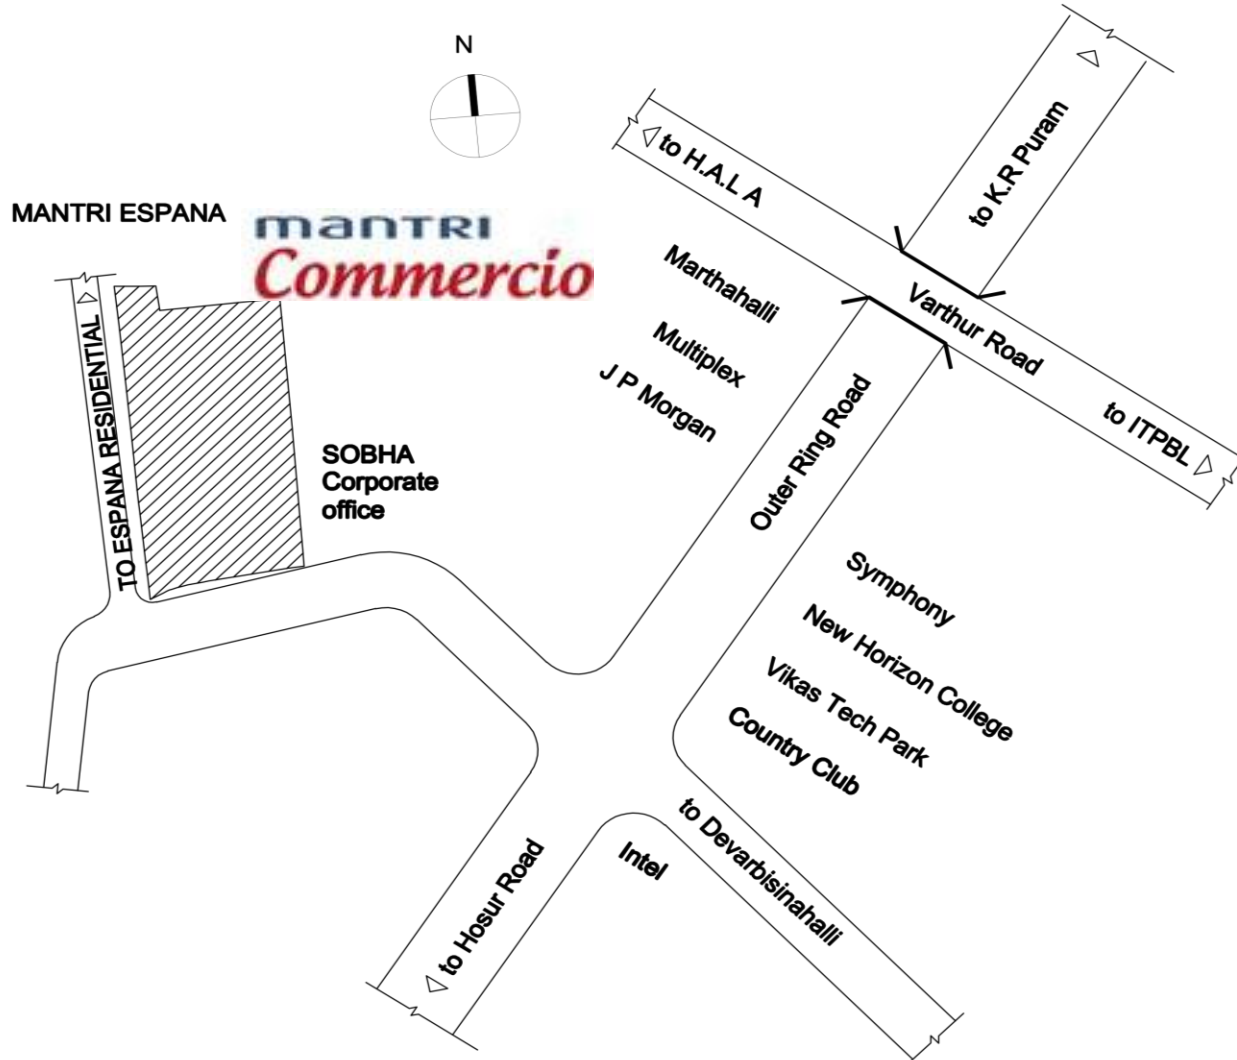 N
to K.R Puram
to H.A.L A
MANTRI ESPANA
manTRI
Commercio
Marthahalli
Multiplex
J P Morgan
Varthur Road
to ITPBL
TO ESPANA RESIDENTIAL
SOBHA
Corporate
office
Outer Ring Road
Symphony
New Horizon College
Vikas Tech Park
Country Club
to Devarbisinahalli
Intel
to Hosur Road